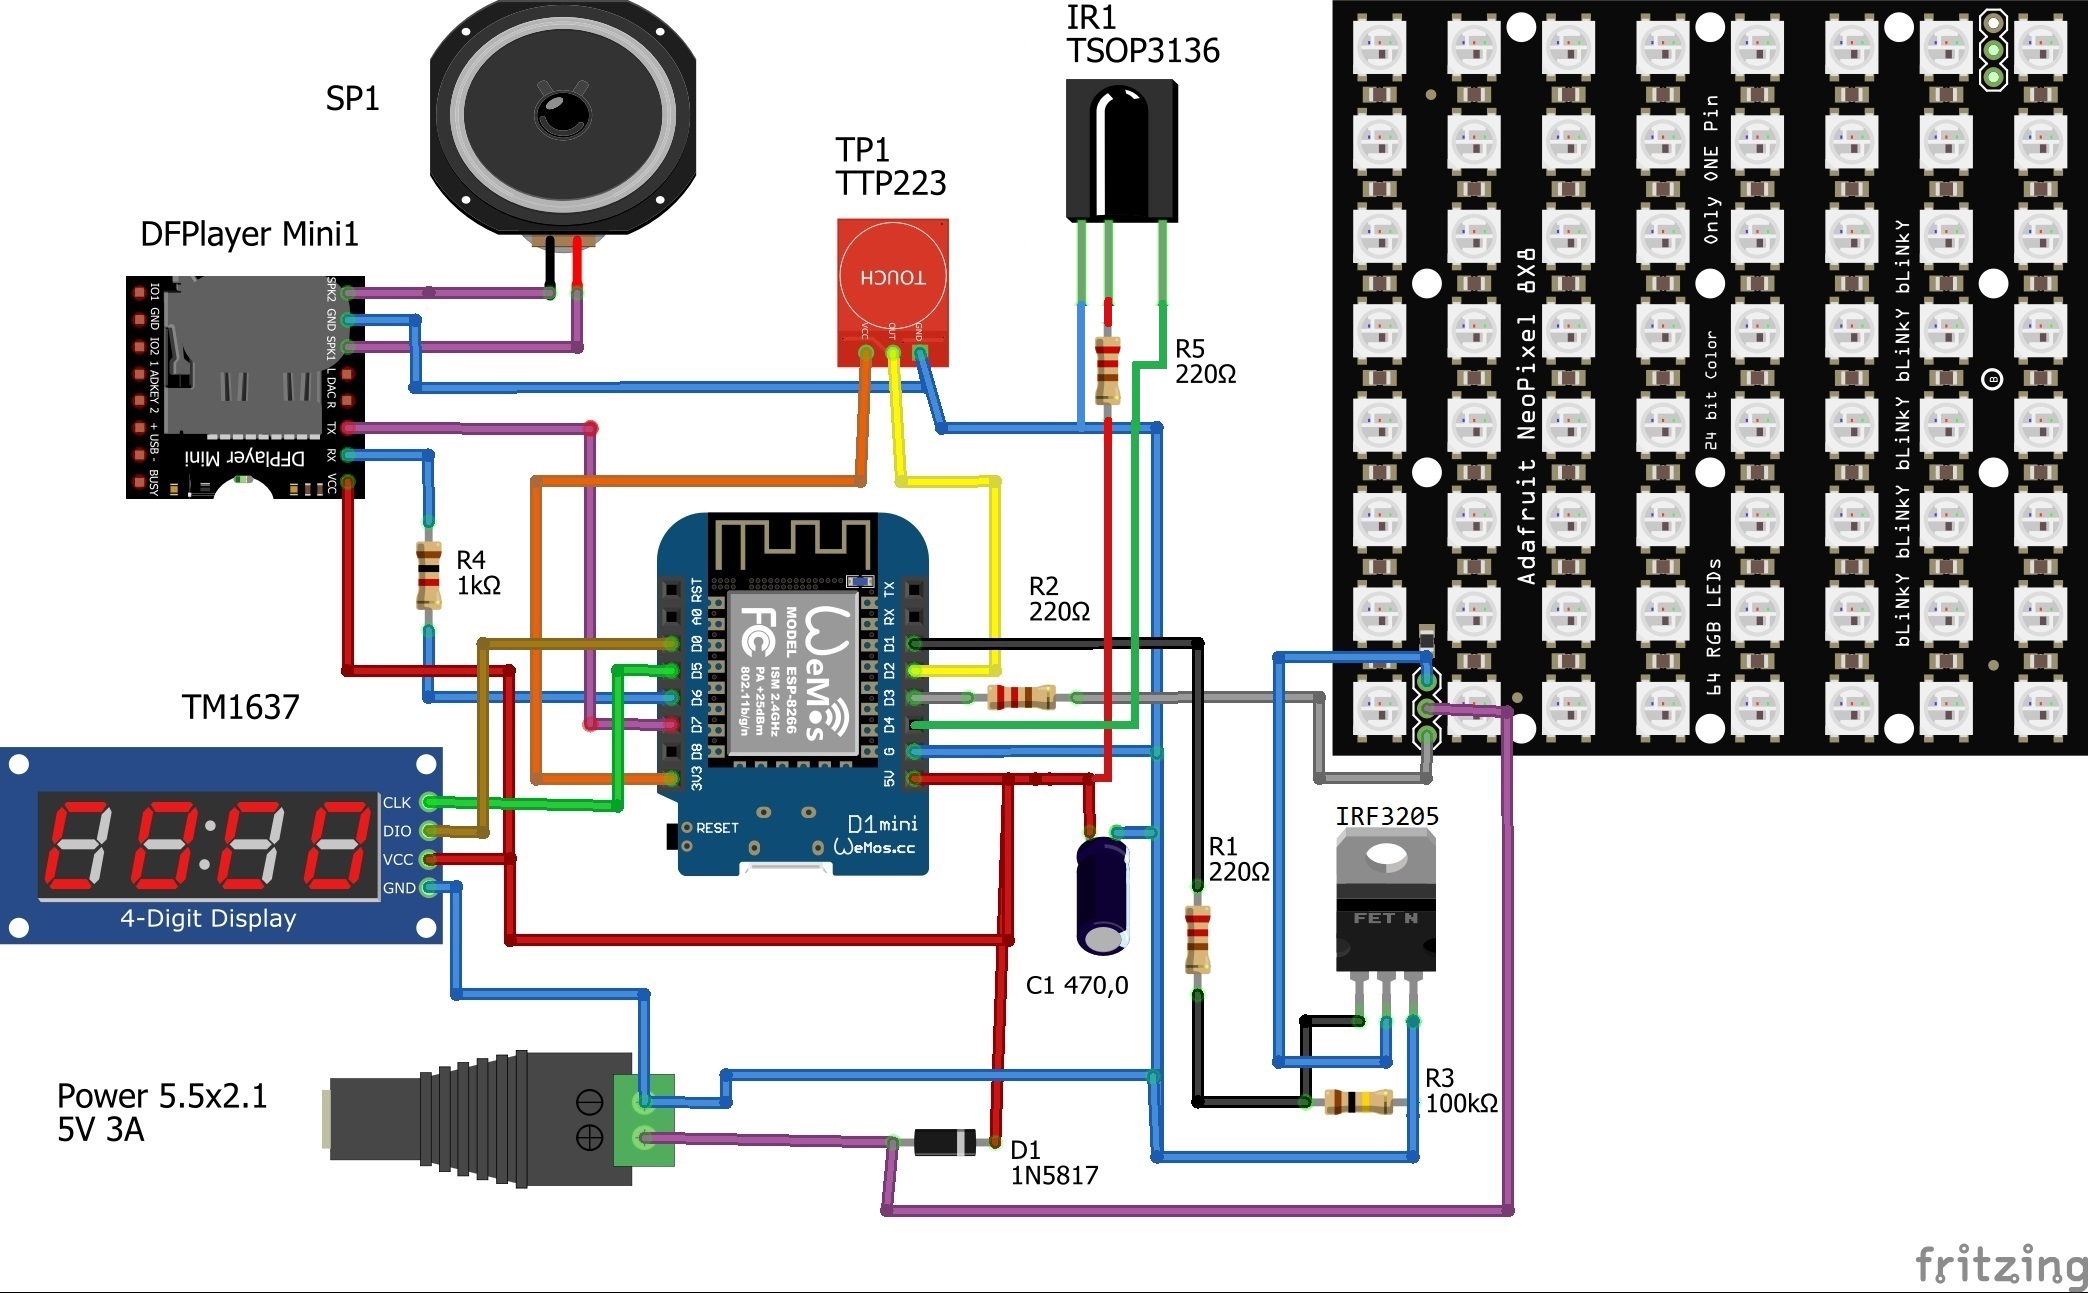 SP1
DFPlayer Mini1
IO1
GND
IO2
ADKEY 1
ADKEY 2
USB +
USB -
BUSY
SPK2
GND
SPK1
DAC L
DAC R
TX
RX
VCC
DFPlayer Mini
TP1
TTP223
TOUCH
VCC
OUT
GND
IR1
TSOP3136
R5
220Ω
R4
1kΩ
R2
220Ω
TM1637
CLK
DIO
VCC
GND
4-Digit Display
RST
A0
D0
D5
D6
D7
D8
3V3
TX
RX
D1
D2
D3
D4
G
5V
WeMos
MODEL ESP-8266
ISM 2.4GHz
PA +25dBm
802.11b/g/n
FC
RESET
D1mini
WeMos.cc
C1 470,0
R1
220Ω
IRF3205
FET N
R3
100kΩ
D1
1N5817
Power 5.5x2.1
5V 3A
Adafruit NeoPixel 8X8
64 RGB LEDs
24 bit Color
Only ONE Pin
bLiNkY bLiNkY bLiNkY bLiNkY bLiNkY
B
fritzing